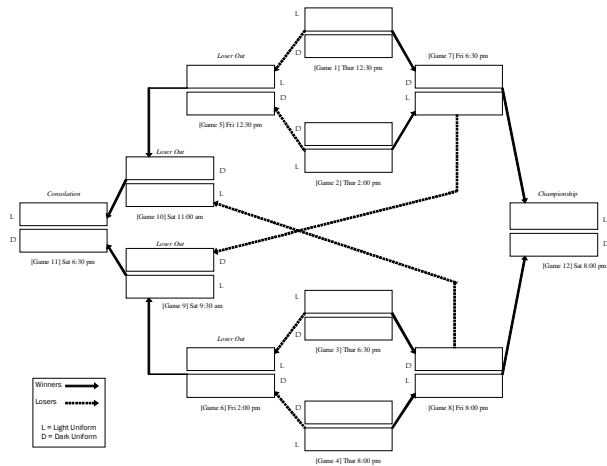 L
D
[Game 1] Thur 12:30 pm
Loser Out
L
D
[Game 5] Fri 12:30 pm
[Game 7] Fri 6:30 pm
D
L
D
L
[Game 2] Thur 2:00 pm
Loser Out
D
L
[Game 10] Sat 11:00 am
Consolation
L
D
[Game 11] Sat 6:30 pm
Championship
L
D
[Game 12] Sat 8:00 pm
Loser Out
D
L
[Game 9] Sat 9:30 am
L
D
[Game 3] Thur 6:30 pm
Loser Out
L
D
[Game 6] Fri 2:00 pm
D
L
[Game 8] Fri 8:00 pm
D
L
[Game 4] Thur 8:00 pm
Winners
Losers
L = Light Uniform
D = Dark Uniform